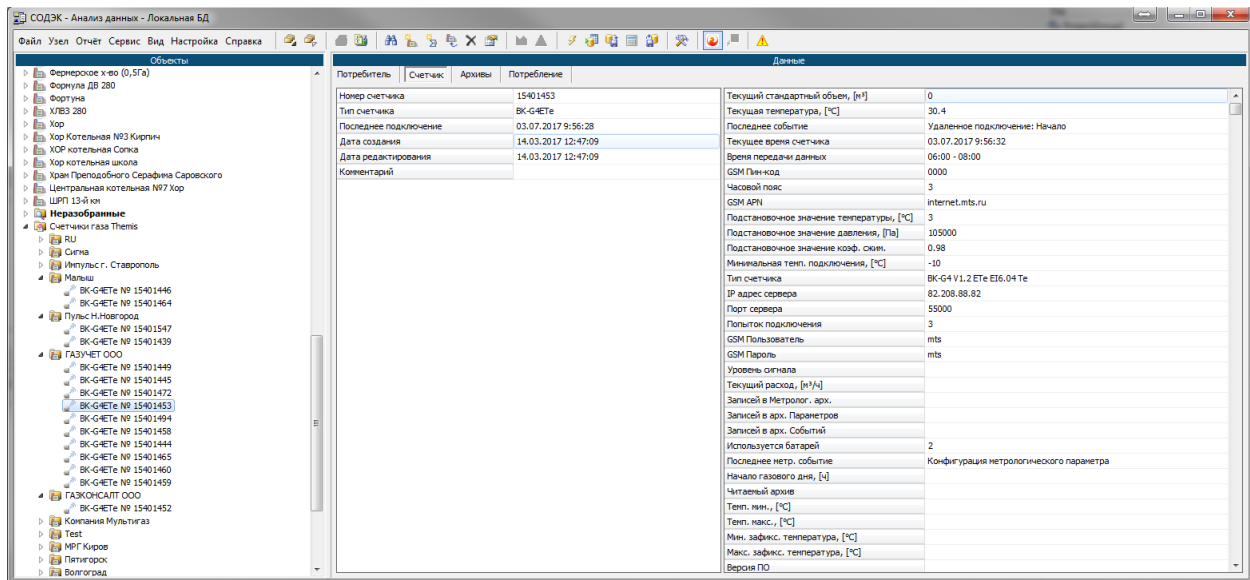 СОДЭК - Анализ данных - Локальная БД
Файл Узел Отчёт Сервис Вид Настройка Справка
Объекты
Фермерское х-во (0,5Га)
Формула ДВ 280
Фортуна
ХЛВЗ 280
Хор
Хор Котельная №3 Кирпич
ХОР котельная Сопка
Хор котельная школа
Храм Преподобного Серафима Саровского
Центральная котельная №7 Хор
ШРП 13-й км
Неразобранные
Счетчики газа Themis
RU
Сигма
Импульс г. Ставрополь
Малыш
BK-G4ETe № 15401446
BK-G4ETe № 15401464
Пульс Н.Новгород
BK-G4ETe № 15401547
BK-G4ETe № 15401439
ГАЗУЧЕТ ООО
BK-G4ETe № 15401449
BK-G4ETe № 15401445
BK-G4ETe № 15401472
BK-G4ETe № 15401453
BK-G4ETe № 15401494
BK-G4ETe № 15401458
BK-G4ETe № 15401444
BK-G4ETe № 15401465
BK-G4ETe № 15401460
BK-G4ETe № 15401459
ГАЗКОНСАЛТ ООО
BK-G4ETe № 15401452
Компания Мультигаз
Test
МРГ Киров
Пятигорск
Волгоград
Данные
Потребитель Счетчик Архивы Потребление
Номер счетчика 15401453
Тип счетчика BK-G4ETe
Последнее подключение 03.07.2017 9:56:28
Дата создания 14.03.2017 12:47:09
Дата редактирования 14.03.2017 12:47:09
Комментарий
Текущий стандартный объем, [м³] 0
Текущая температура, [°C] 30.4
Последнее событие Удаленное подключение: Начало
Текущее время счетчика 03.07.2017 9:56:32
Время передачи данных 06:00 - 08:00
GSM Пин-код 0000
Часовой пояс 3
GSM APN internet.mts.ru
Подстановочное значение температуры, [°C] 3
Подстановочное значение давления, [Па] 105000
Подстановочное значение коэф. сжим. 0.98
Минимальная темп. подключения, [°C] -10
Тип счетчика BK-G4 V1.2 ETe EI6.04 Te
IP адрес сервера 82.208.88.82
Порт сервера 55000
Попыток подключения 3
GSM Пользователь mts
GSM Пароль mts
Уровень сигнала
Текущий расход, [м³/ч]
Записей в Метролог. арх.
Записей в арх. Параметров
Записей в арх. Событий
Используется батарей 2
Последнее метр. событие Конфигурация метрологического параметра
Начало газового дня, [ч]
Читаемый архив
Темп. мин., [°C]
Темп. макс., [°C]
Мин. зафикс. температура, [°C]
Макс. зафикс. температура, [°C]
Версия ПО